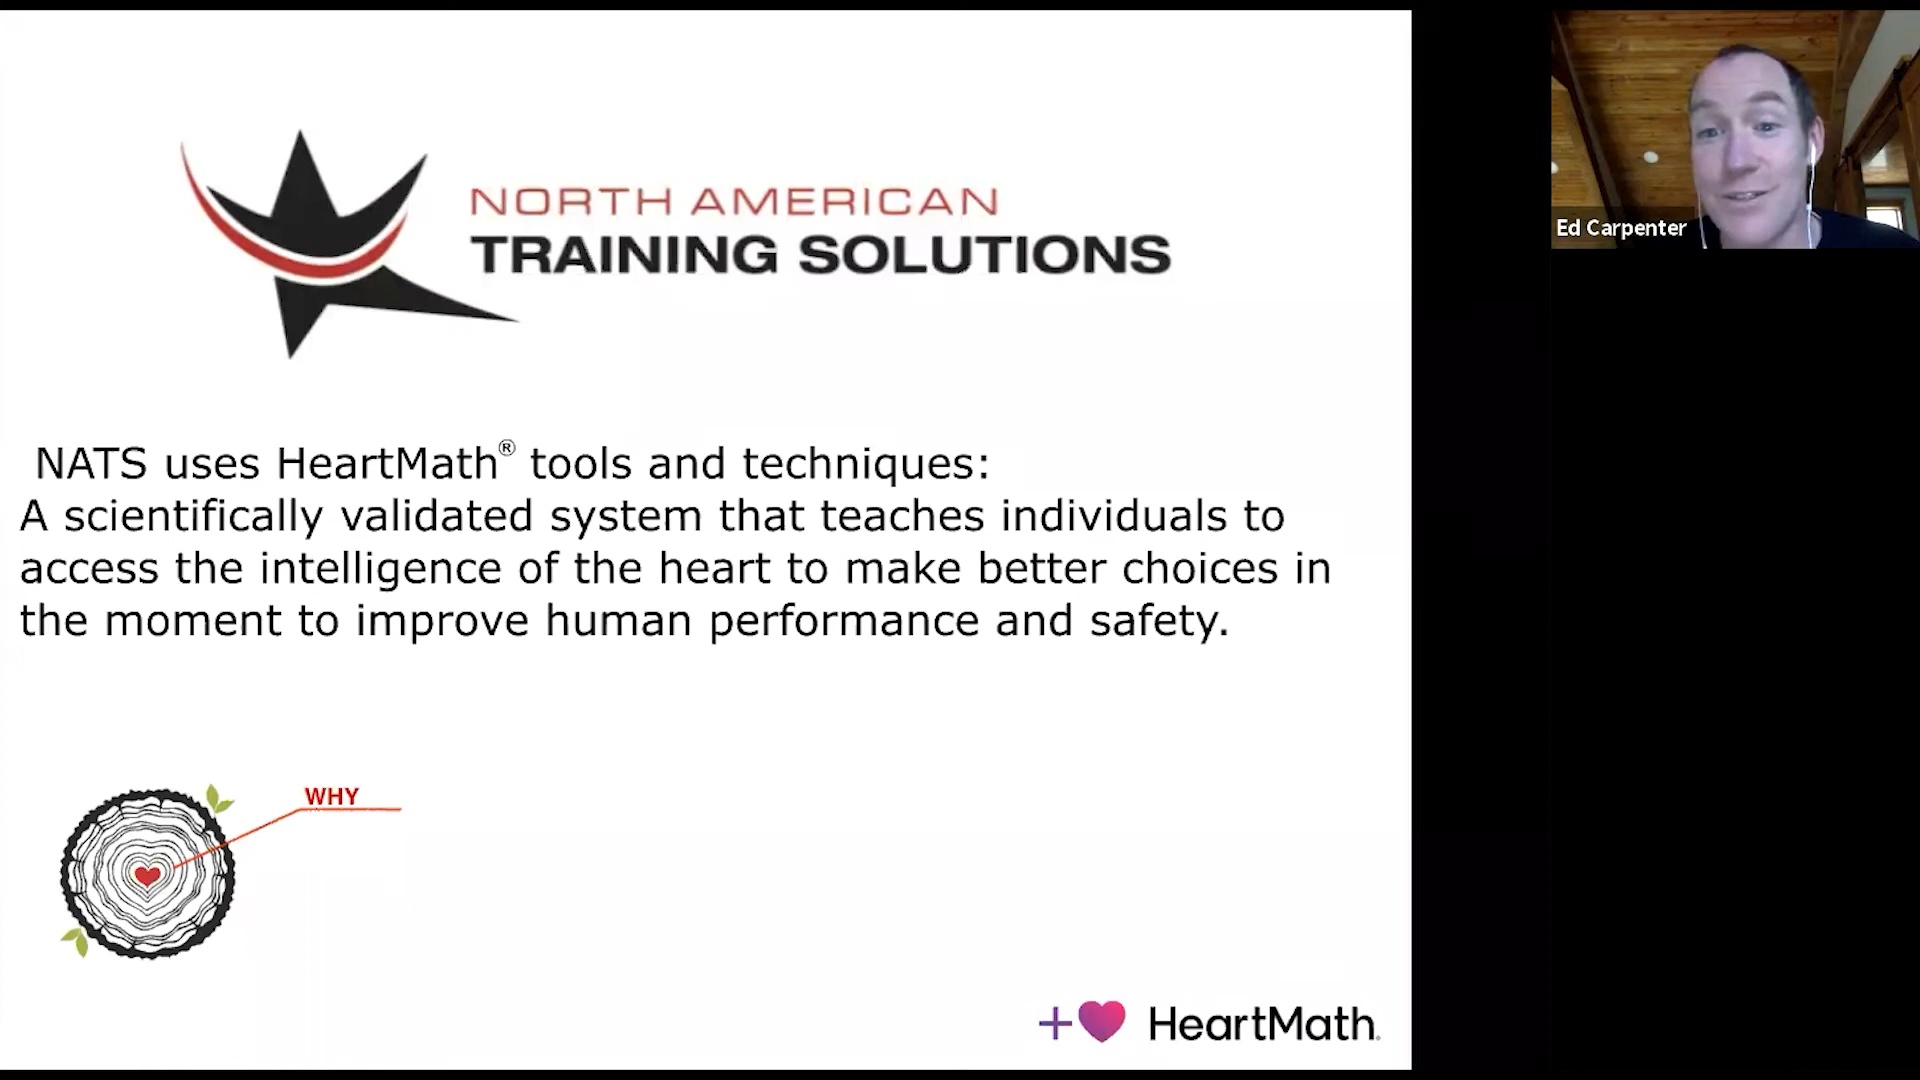 NORTH AMERICAN
TRAINING SOLUTIONS
Ed Carpenter
NATS uses HeartMath® tools and techniques:
A scientifically validated system that teaches individuals to
access the intelligence of the heart to make better choices in
the moment to improve human performance and safety.
WHY
HeartMath